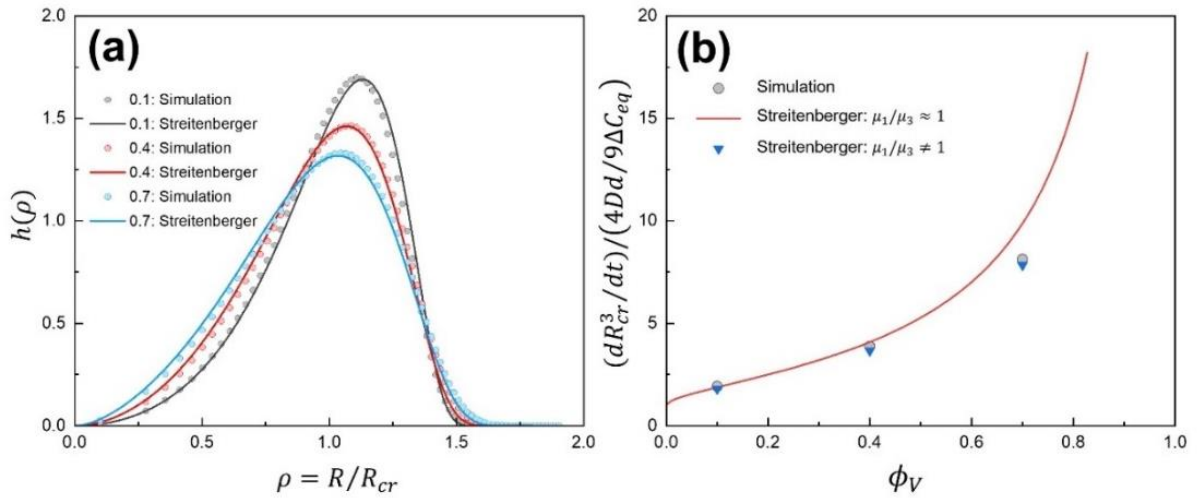 (a)
2.0
1.5
1.0
0.5
0.0
h(ρ)
0.1: Simulation
0.1: Streitenberger
0.4: Simulation
0.4: Streitenberger
0.7: Simulation
0.7: Streitenberger
0.0 0.5 1.0 1.5 2.0
ρ = R/R_cr
(b)
20
15
10
5
0
(dR³_cr/dt)/(4Dd/9ΔC_eq)
Simulation
Streitenberger: μ₁/μ₃ ≈ 1
Streitenberger: μ₁/μ₃ ≠ 1
0.0 0.2 0.4 0.6 0.8 1.0
ϕ_V